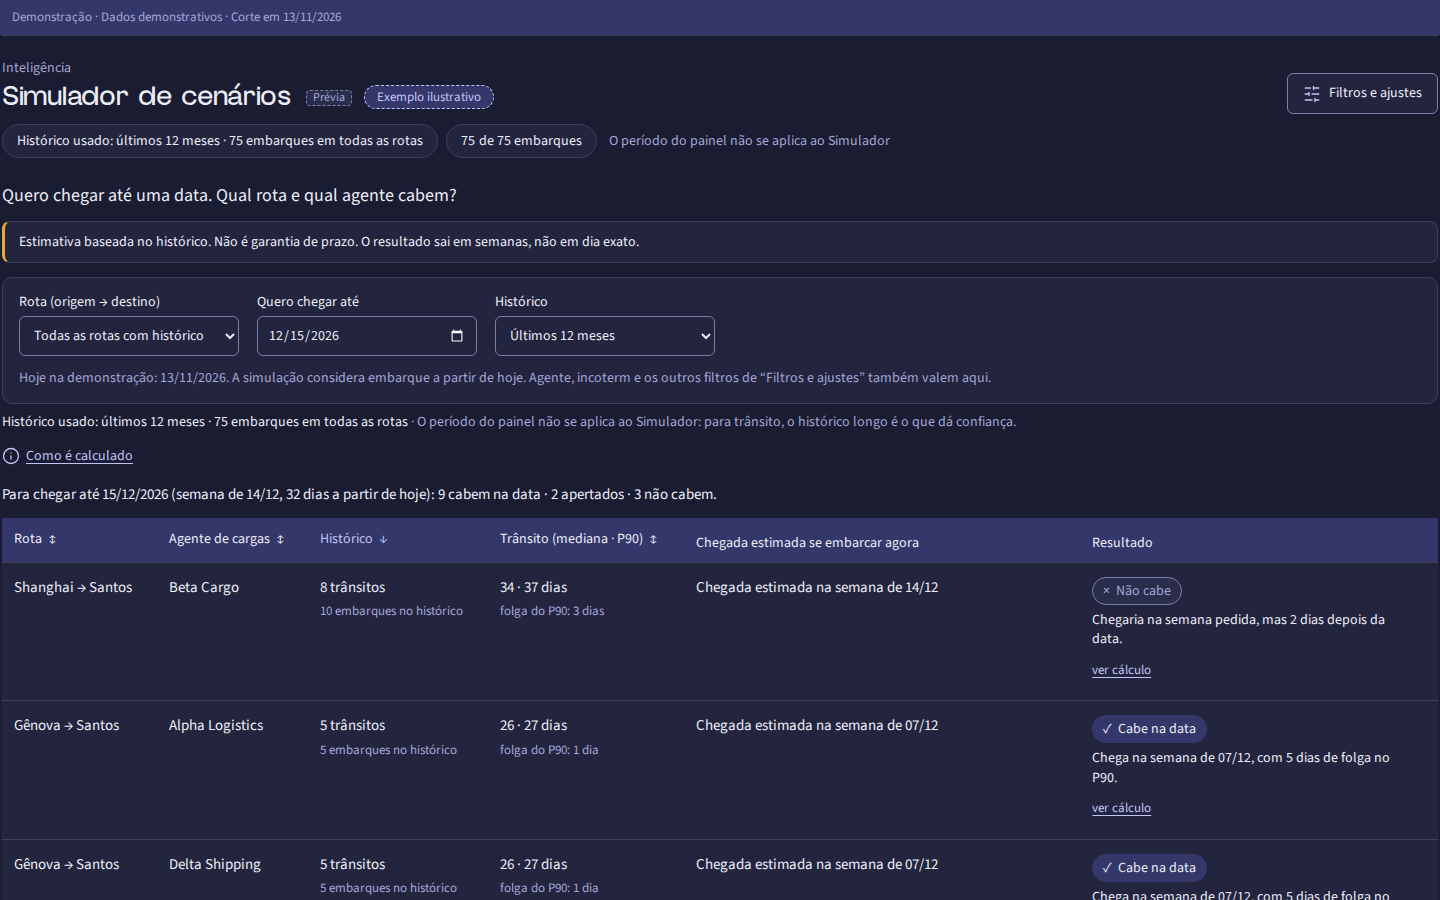 Demonstração · Dados demonstrativos · Corte em 13/11/2026
Inteligência
Simulador de cenários
Prévia
Exemplo ilustrativo
Filtros e ajustes
Histórico usado: últimos 12 meses · 75 embarques em todas as rotas
75 de 75 embarques
O período do painel não se aplica ao Simulador
Quero chegar até uma data. Qual rota e qual agente cabem?
Estimativa baseada no histórico. Não é garantia de prazo. O resultado sai em semanas, não em dia exato.
Rota (origem → destino)
Quero chegar até
Histórico
Todas as rotas com histórico
12/15/2026
Últimos 12 meses
Hoje na demonstração: 13/11/2026. A simulação considera embarque a partir de hoje. Agente, incoterm e os outros filtros de “Filtros e ajustes” também valem aqui.
Histórico usado: últimos 12 meses · 75 embarques em todas as rotas · O período do painel não se aplica ao Simulador: para trânsito, o histórico longo é o que dá confiança.
Como é calculado
Para chegar até 15/12/2026 (semana de 14/12, 32 dias a partir de hoje): 9 cabem na data · 2 apertados · 3 não cabem.
Rota ↕
Agente de cargas ↕
Histórico ↓
Trânsito (mediana · P90) ↕
Chegada estimada se embarcar agora
Resultado
Shanghai → Santos
Beta Cargo
8 trânsitos
10 embarques no histórico
34 · 37 dias
folga do P90: 3 dias
Chegada estimada na semana de 14/12
× Não cabe
Chegaria na semana pedida, mas 2 dias depois da
data.
ver cálculo
Gênova → Santos
Alpha Logistics
5 trânsitos
5 embarques no histórico
26 · 27 dias
folga do P90: 1 dia
Chegada estimada na semana de 07/12
✓ Cabe na data
Chega na semana de 07/12, com 5 dias de folga no
P90.
ver cálculo
Gênova → Santos
Delta Shipping
5 trânsitos
5 embarques no histórico
26 · 27 dias
folga do P90: 1 dia
Chegada estimada na semana de 07/12
✓ Cabe na data
Chega na semana de 07/12, com 5 dias de folga no